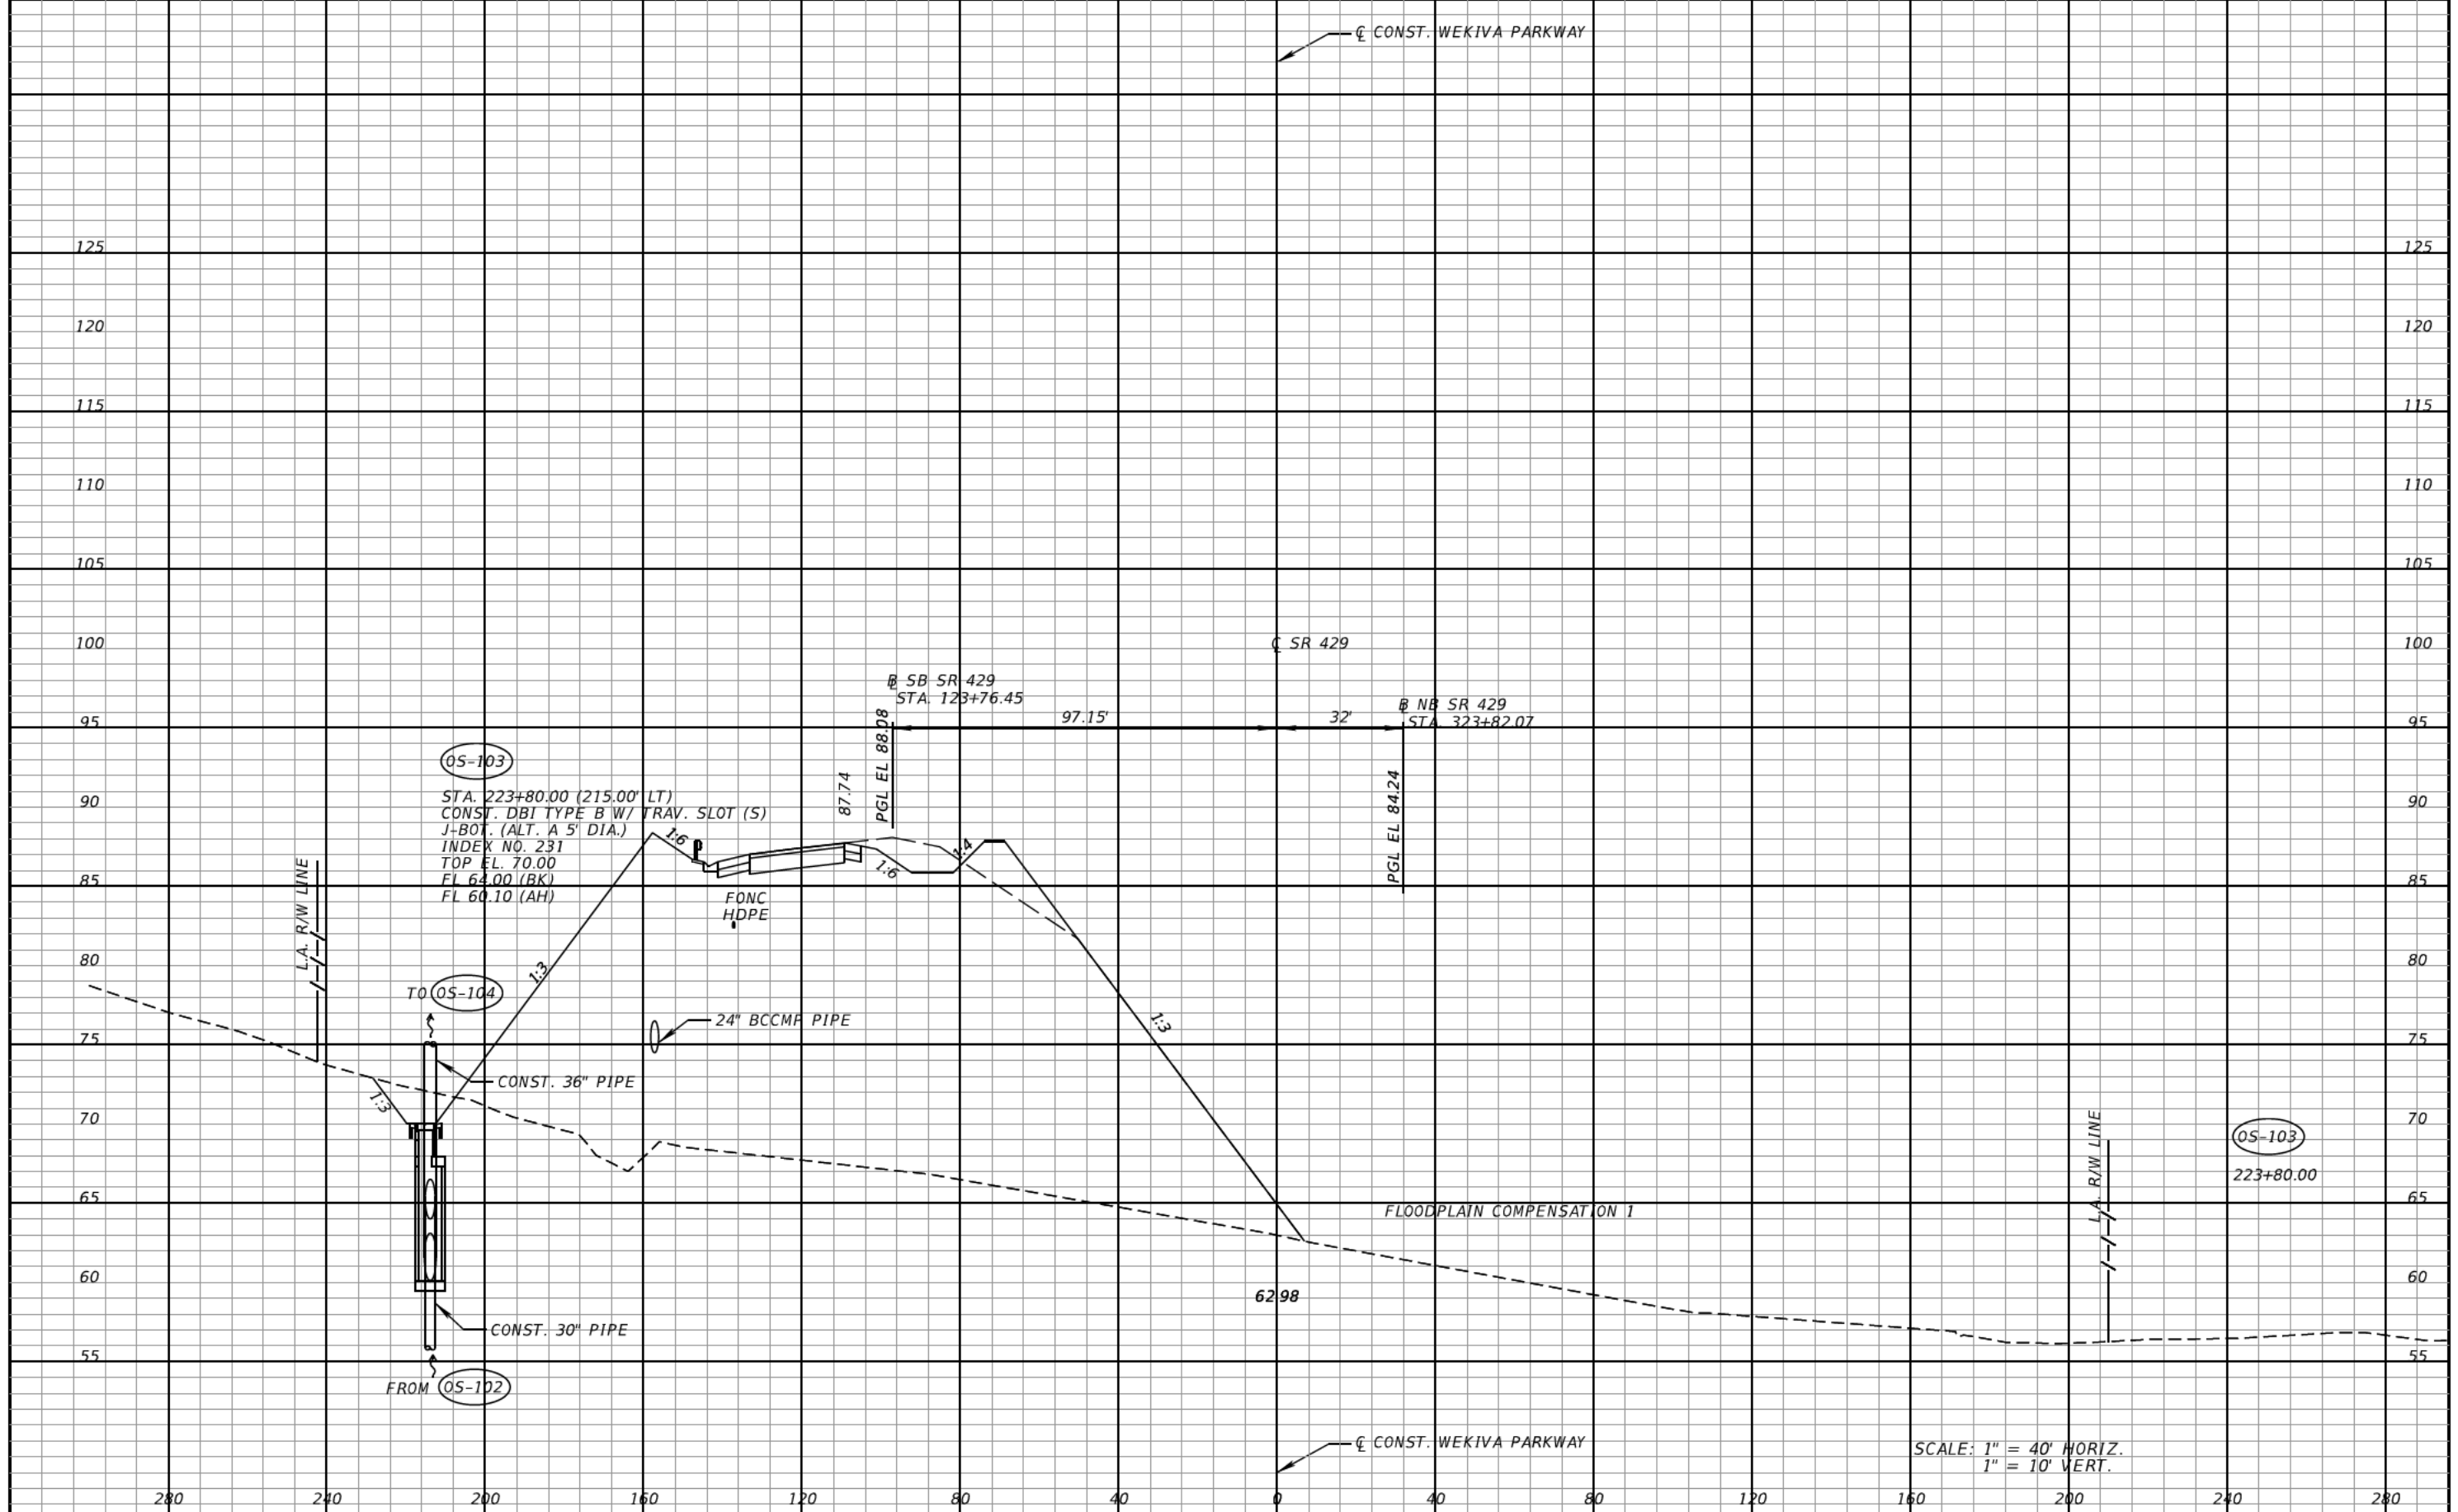 ℄ CONST. WEKIVA PARKWAY
125 125
120 120
115 115
110 110
105 105
100 ℄ SR 429 100
B SB SR 429
STA. 123+76.45
B NB SR 429
STA. 323+82.07
95 97.15' 32' 95
PGL EL 88.08
87.74
PGL EL 84.24
OS-103
STA. 223+80.00 (215.00' LT)
CONST. DBI TYPE B W/ TRAV. SLOT (S)
J-BOT. (ALT. A 5' DIA.)
INDEX NO. 231
TOP EL. 70.00
FL 64.00 (BK)
FL 60.10 (AH)
90 90
1:6
1:6
1:4
85 85
L.A. R/W LINE
FONC
HDPE
80 80
1:3
TO OS-104
24" BCCMP PIPE
1:3
75 75
CONST. 36" PIPE
1:3
70 70
L.A. R/W LINE
OS-103
223+80.00
65 65
FLOODPLAIN COMPENSATION 1
60 60
62.98
CONST. 30" PIPE
55 55
FROM OS-102
℄ CONST. WEKIVA PARKWAY
SCALE: 1" = 40' HORIZ.
1" = 10' VERT.
280 240 200 160 120 80 40 0 40 80 120 160 200 240 280